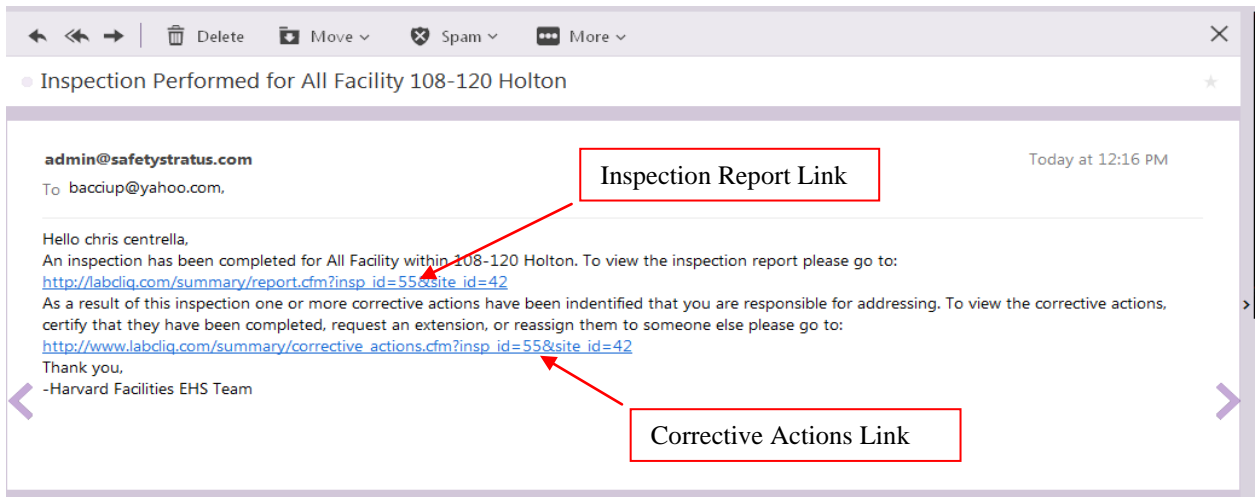 Delete Move Spam More
Inspection Performed for All Facility 108-120 Holton
admin@safetystratus.com
Inspection Report Link
Today at 12:16 PM
To bacciup@yahoo.com,
Hello chris centrella,
An inspection has been completed for All Facility within 108-120 Holton. To view the inspection report please go to:
http://labcliq.com/summary/report.cfm?insp_id=55&site_id=42
As a result of this inspection one or more corrective actions have been indentified that you are responsible for addressing. To view the corrective actions,
certify that they have been completed, request an extension, or reassign them to someone else please go to:
http://www.labcliq.com/summary/corrective_actions.cfm?insp_id=55&site_id=42
Thank you,
-Harvard Facilities EHS Team
Corrective Actions Link